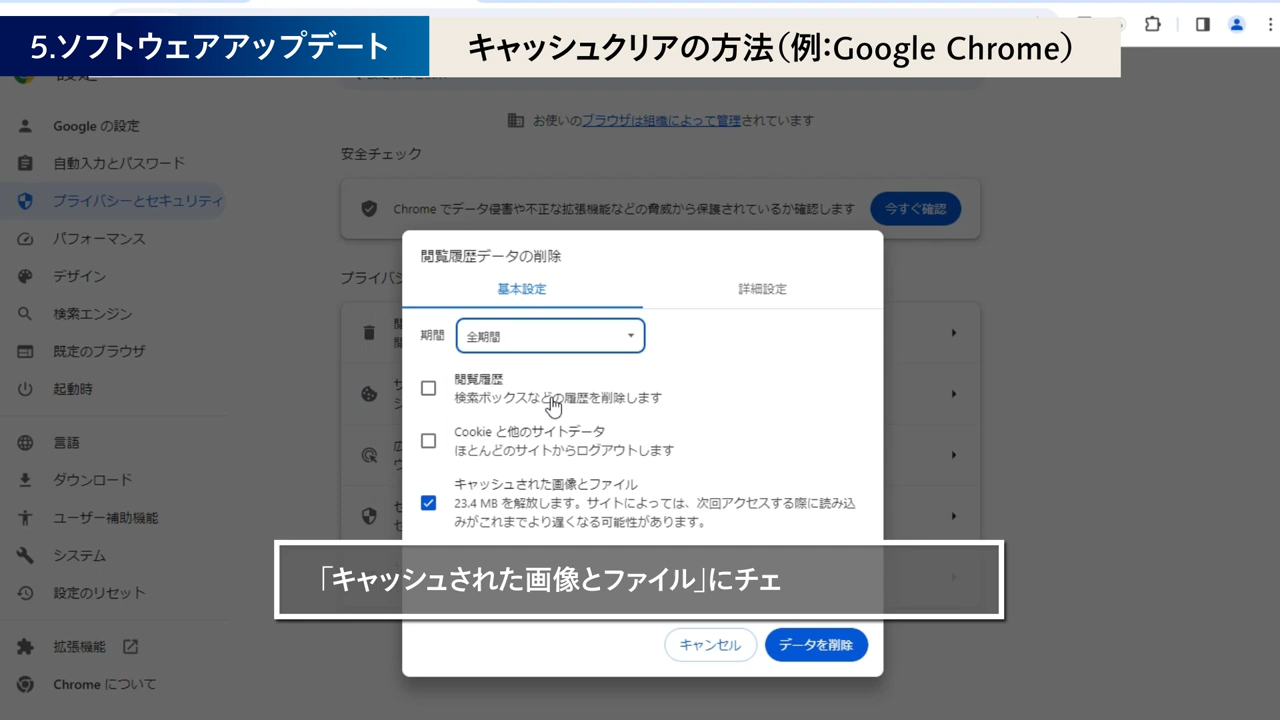 5.ソフトウェアアップデート
キャッシュクリアの方法(例:Google Chrome)
設定
Google の設定
自動入力とパスワード
プライバシーとセキュリティ
パフォーマンス
デザイン
検索エンジン
既定のブラウザ
起動時
言語
ダウンロード
ユーザー補助機能
システム
設定のリセット
拡張機能
Chrome について
お使いのブラウザは組織によって管理されています
安全チェック
Chrome でデータ侵害や不正な拡張機能などの脅威から保護されているか確認します
今すぐ確認
プライバシ
閲覧履歴データの削除
基本設定
詳細設定
期間
全期間
閲覧履歴
検索ボックスなどの履歴を削除します
Cookie と他のサイトデータ
ほとんどのサイトからログアウトします
キャッシュされた画像とファイル
23.4 MB を解放します。サイトによっては、次回アクセスする際に読み込
みがこれまでより遅くなる可能性があります。
「キャッシュされた画像とファイル」にチェ
キャンセル
データを削除